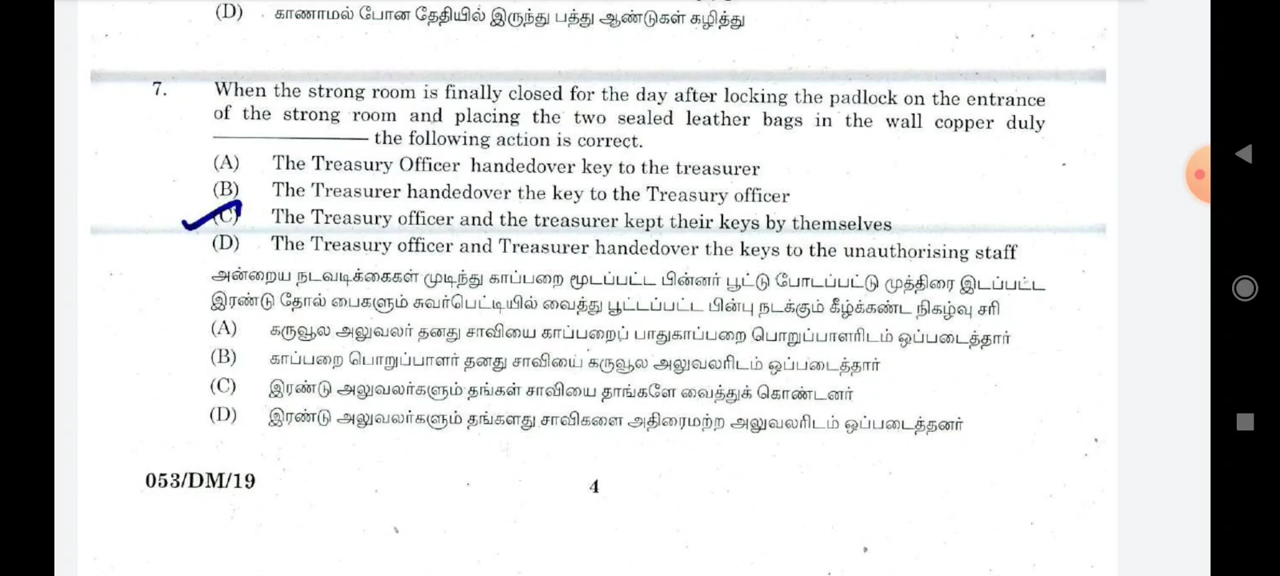 (D) காணாமல் போன தேதியில் இருந்து பத்து ஆண்டுகள் கழித்து
7. When the strong room is finally closed for the day after locking the padlock on the entrance
of the strong room and placing the two sealed leather bags in the wall copper duly
____________ the following action is correct.
(A) The Treasury Officer handedover key to the treasurer
(B) The Treasurer handedover the key to the Treasury officer
(C) The Treasury officer and the treasurer kept their keys by themselves
(D) The Treasury officer and Treasurer handedover the keys to the unauthorising staff
அன்றைய நடவடிக்கைகள் முடிந்து காப்பறை மூடப்பட்ட பின்னர் பூட்டு போடப்பட்டு முத்திரை இடப்பட்ட
இரண்டு தோல் பைகளும் சுவர்பெட்டியில் வைத்து பூட்டப்பட்ட பின்பு நடக்கும் கீழ்க்கண்ட நிகழ்வு சரி
(A) கருவூல அலுவலர் தனது சாவியை காப்பறைப் பாதுகாப்பறை பொறுப்பாளரிடம் ஒப்படைத்தார்
(B) காப்பறை பொறுப்பாளர் தனது சாவியை கருவூல அலுவலரிடம் ஒப்படைத்தார்
(C) இரண்டு அலுவலர்களும் தங்கள் சாவியை தாங்களே வைத்துக் கொண்டனர்
(D) இரண்டு அலுவலர்களும் தங்களது சாவிகளை அதிரைமற்ற அலுவலரிடம் ஒப்படைத்தனர்
053/DM/19 4